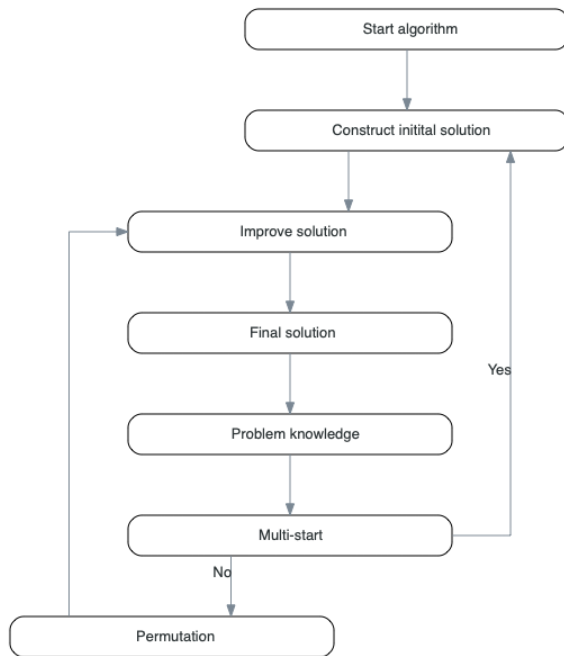 Start algorithm
Construct initital solution
Improve solution
Final solution
Yes
Problem knowledge
Multi-start
No
Permutation